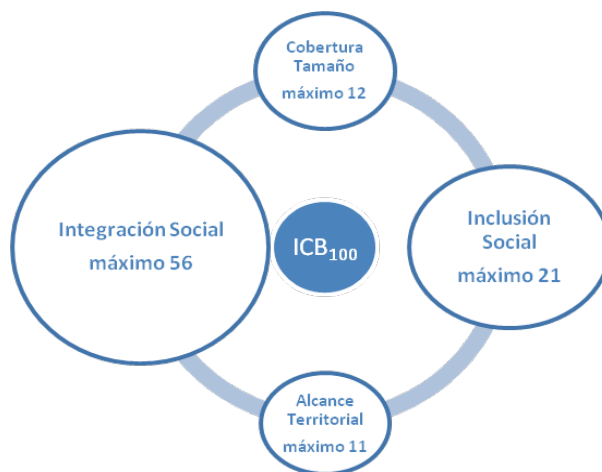 Cobertura
Tamaño
máximo 12
Integración Social
máximo 56
ICB100
Inclusión
Social
máximo 21
Alcance
Territorial
máximo 11